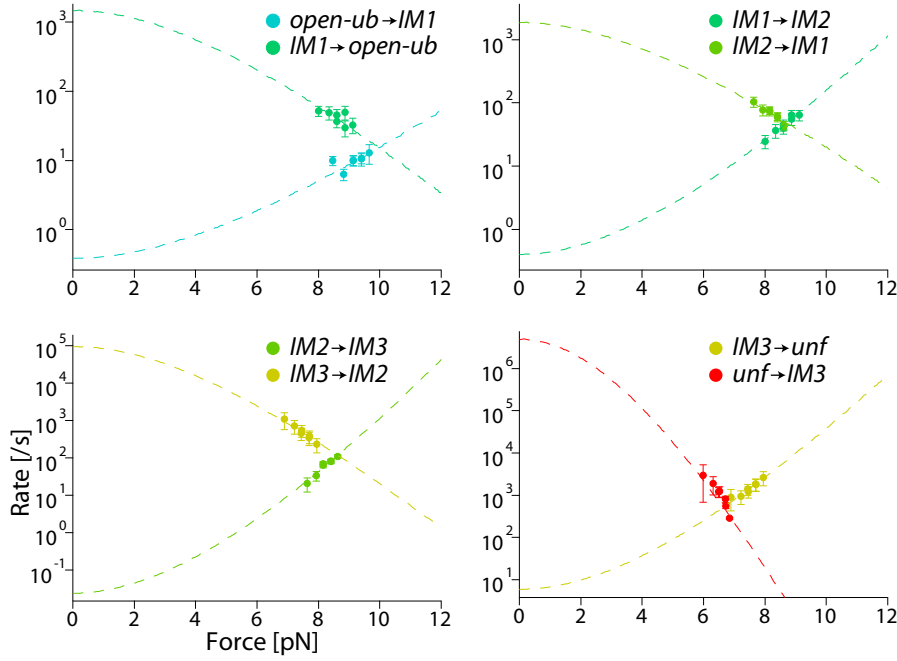 open-ub→IM1
IM1→open-ub
10³
10²
10¹
10⁰
0 2 4 6 8 10 12
IM1→IM2
IM2→IM1
10³
10²
10¹
10⁰
0 2 4 6 8 10 12
IM2→IM3
IM3→IM2
10⁵
10⁴
10³
10²
10¹
10⁰
10⁻¹
Rate [/s]
0 2 4 6 8 10 12
Force [pN]
IM3→unf
unf→IM3
10⁶
10⁵
10⁴
10³
10²
10¹
0 2 4 6 8 10 12